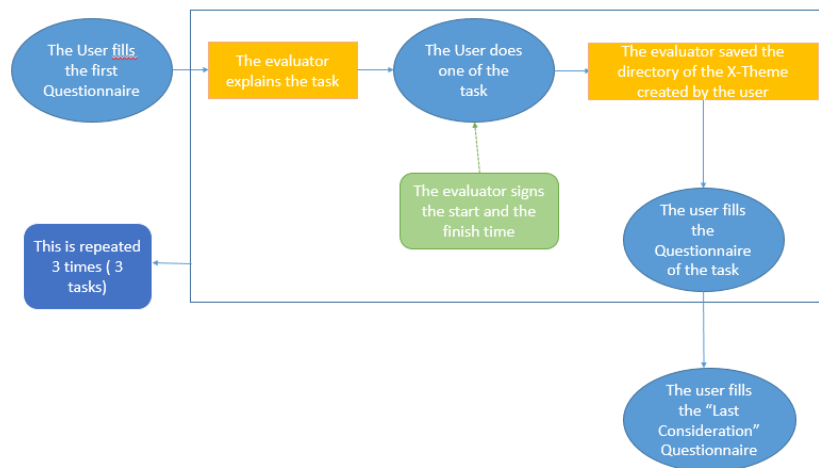 The User fills
the first
Questionnaire
The evaluator
explains the task
The User does
one of the
task
The evaluator saved the
directory of the X-Theme
created by the user
The evaluator signs
the start and the
finish time
This is repeated
3 times ( 3
tasks)
The user fills
the
Questionnaire
of the task
The user fills
the “Last
Consideration”
Questionnaire